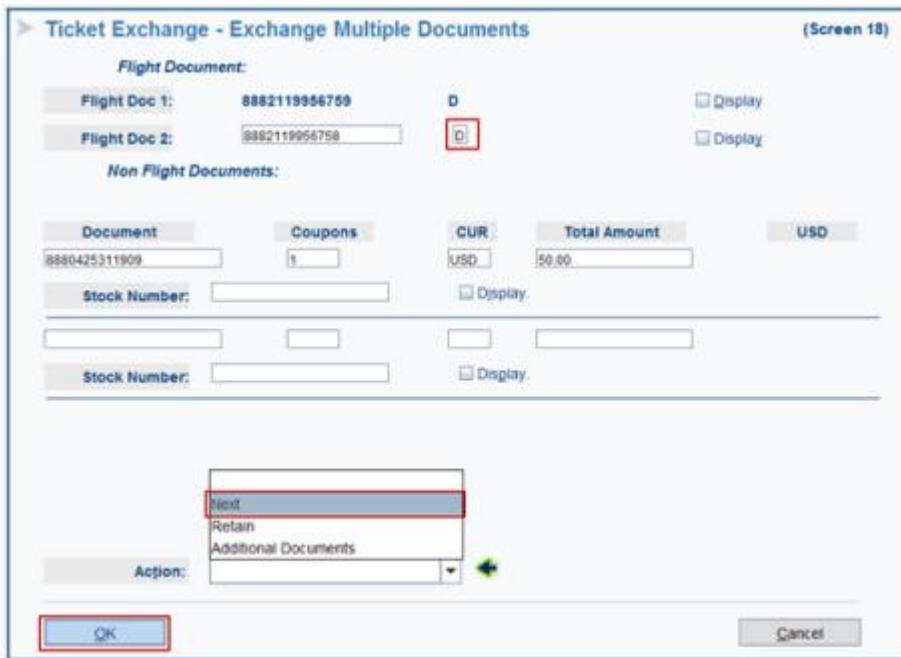 Ticket Exchange - Exchange Multiple Documents (Screen 18)
Flight Document:
Flight Doc 1: 8882119956759 D Display
Flight Doc 2: 8882119956758 D Display
Non Flight Documents:
Document Coupons CUR Total Amount USD
8880425311909 1 USD 50.00
Stock Number: Display
Stock Number: Display
Next
Retain
Additional Documents
Action:
OK Cancel